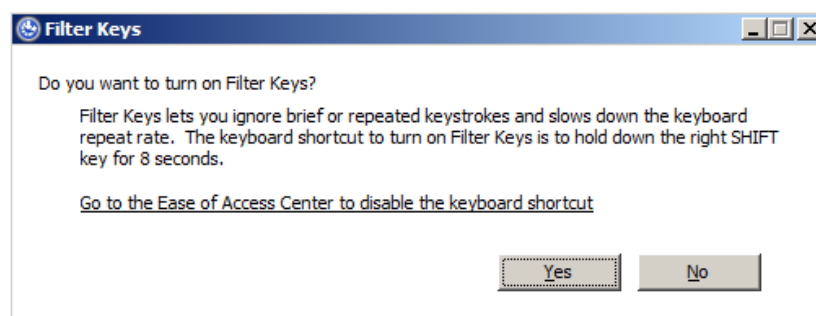 Filter Keys
Do you want to turn on Filter Keys?
Filter Keys lets you ignore brief or repeated keystrokes and slows down the keyboard
repeat rate.  The keyboard shortcut to turn on Filter Keys is to hold down the right SHIFT
key for 8 seconds.
Go to the Ease of Access Center to disable the keyboard shortcut
Yes No